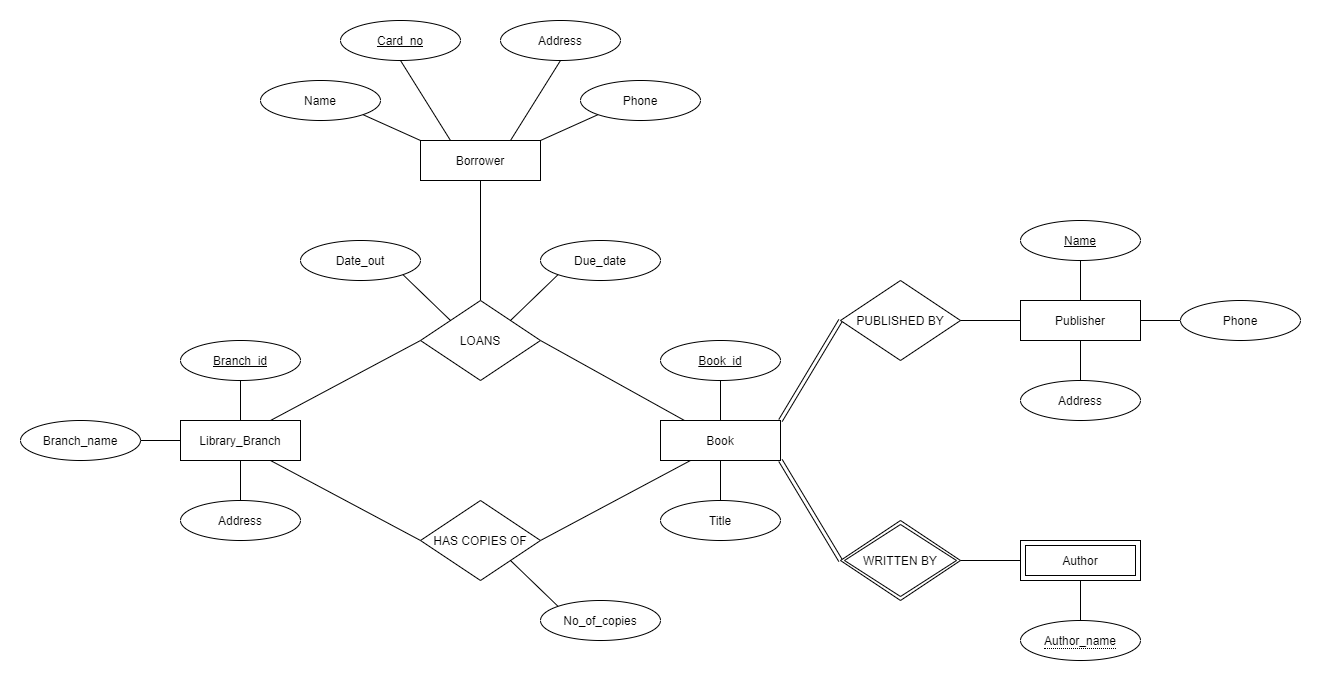 Card_no
Address
Name
Phone
Borrower
Date_out
Due_date
Name
LOANS
PUBLISHED BY
Publisher
Phone
Branch_id
Book_id
Address
Branch_name
Library_Branch
Book
Address
Title
HAS COPIES OF
WRITTEN BY
Author
No_of_copies
Author_name